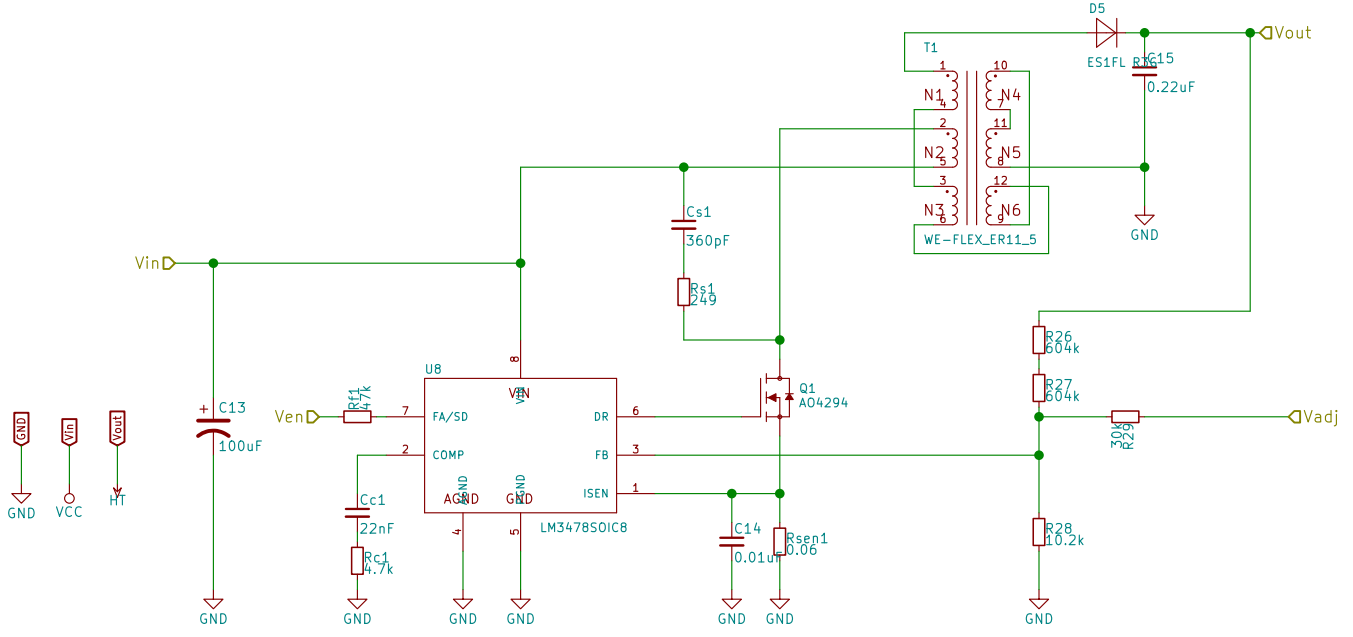 D5
Vout
T1
ES1FL
C15
0.22uF
1
10
N1
N4
4
7
2
11
N2
N5
5
8
3
12
N3
N6
6
9
WE-FLEX_ER11_5
GND
Cs1
360pF
Vin
Rs1
249
R26
604k
U8
8
VIN
VIN
Q1
AO4294
R27
604k
GND
Vin
Vout
C13
100uF
Ven
Rf1
47k
7
FA/SD
DR
6
30k
R29
Vadj
2
COMP
FB
3
AGND
AGND
GND
ISEN
1
GND
VCC
HT
Cc1
22nF
4
5
LM3478SOIC8
C14
0.01uF
Rsen1
0.06
R28
10.2k
Rc1
4.7k
GND
GND
GND
GND
GND
GND
GND